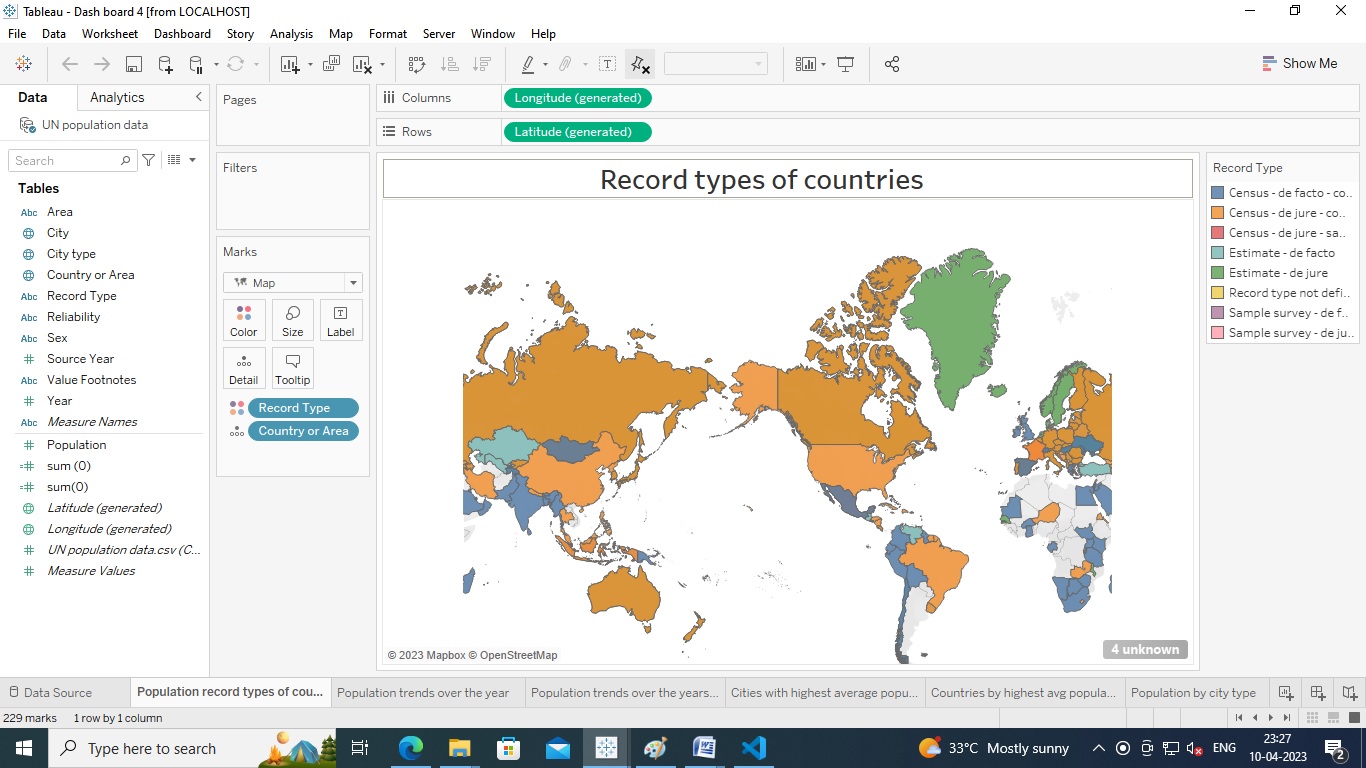 Tableau - Dash board 4 [from LOCALHOST]
File Data Worksheet Dashboard Story Analysis Map Format Server Window Help
Show Me
Data Analytics
UN population data
Search
Tables
Abc Area
City
City type
Country or Area
Abc Record Type
Abc Reliability
Abc Sex
Source Year
Value Footnotes
Year
Abc Measure Names
Population
sum (0)
sum(0)
Latitude (generated)
Longitude (generated)
UN population data.csv (C...
Measure Values
Pages
Filters
Marks
Map
Color Size Label
Detail Tooltip
Record Type
Country or Area
Columns Longitude (generated)
Rows Latitude (generated)
Record types of countries
© 2023 Mapbox © OpenStreetMap
4 unknown
Record Type
Census - de facto - co..
Census - de jure - co..
Census - de jure - sa..
Estimate - de facto
Estimate - de jure
Record type not defi..
Sample survey - de f..
Sample survey - de ju..
Data Source Population record types of cou... Population trends over the year Population trends over the years... Cities with highest average popu... Countries by highest avg popula... Population by city type
229 marks 1 row by 1 column
Type here to search
33°C Mostly sunny
ENG
23:27
10-04-2023
2